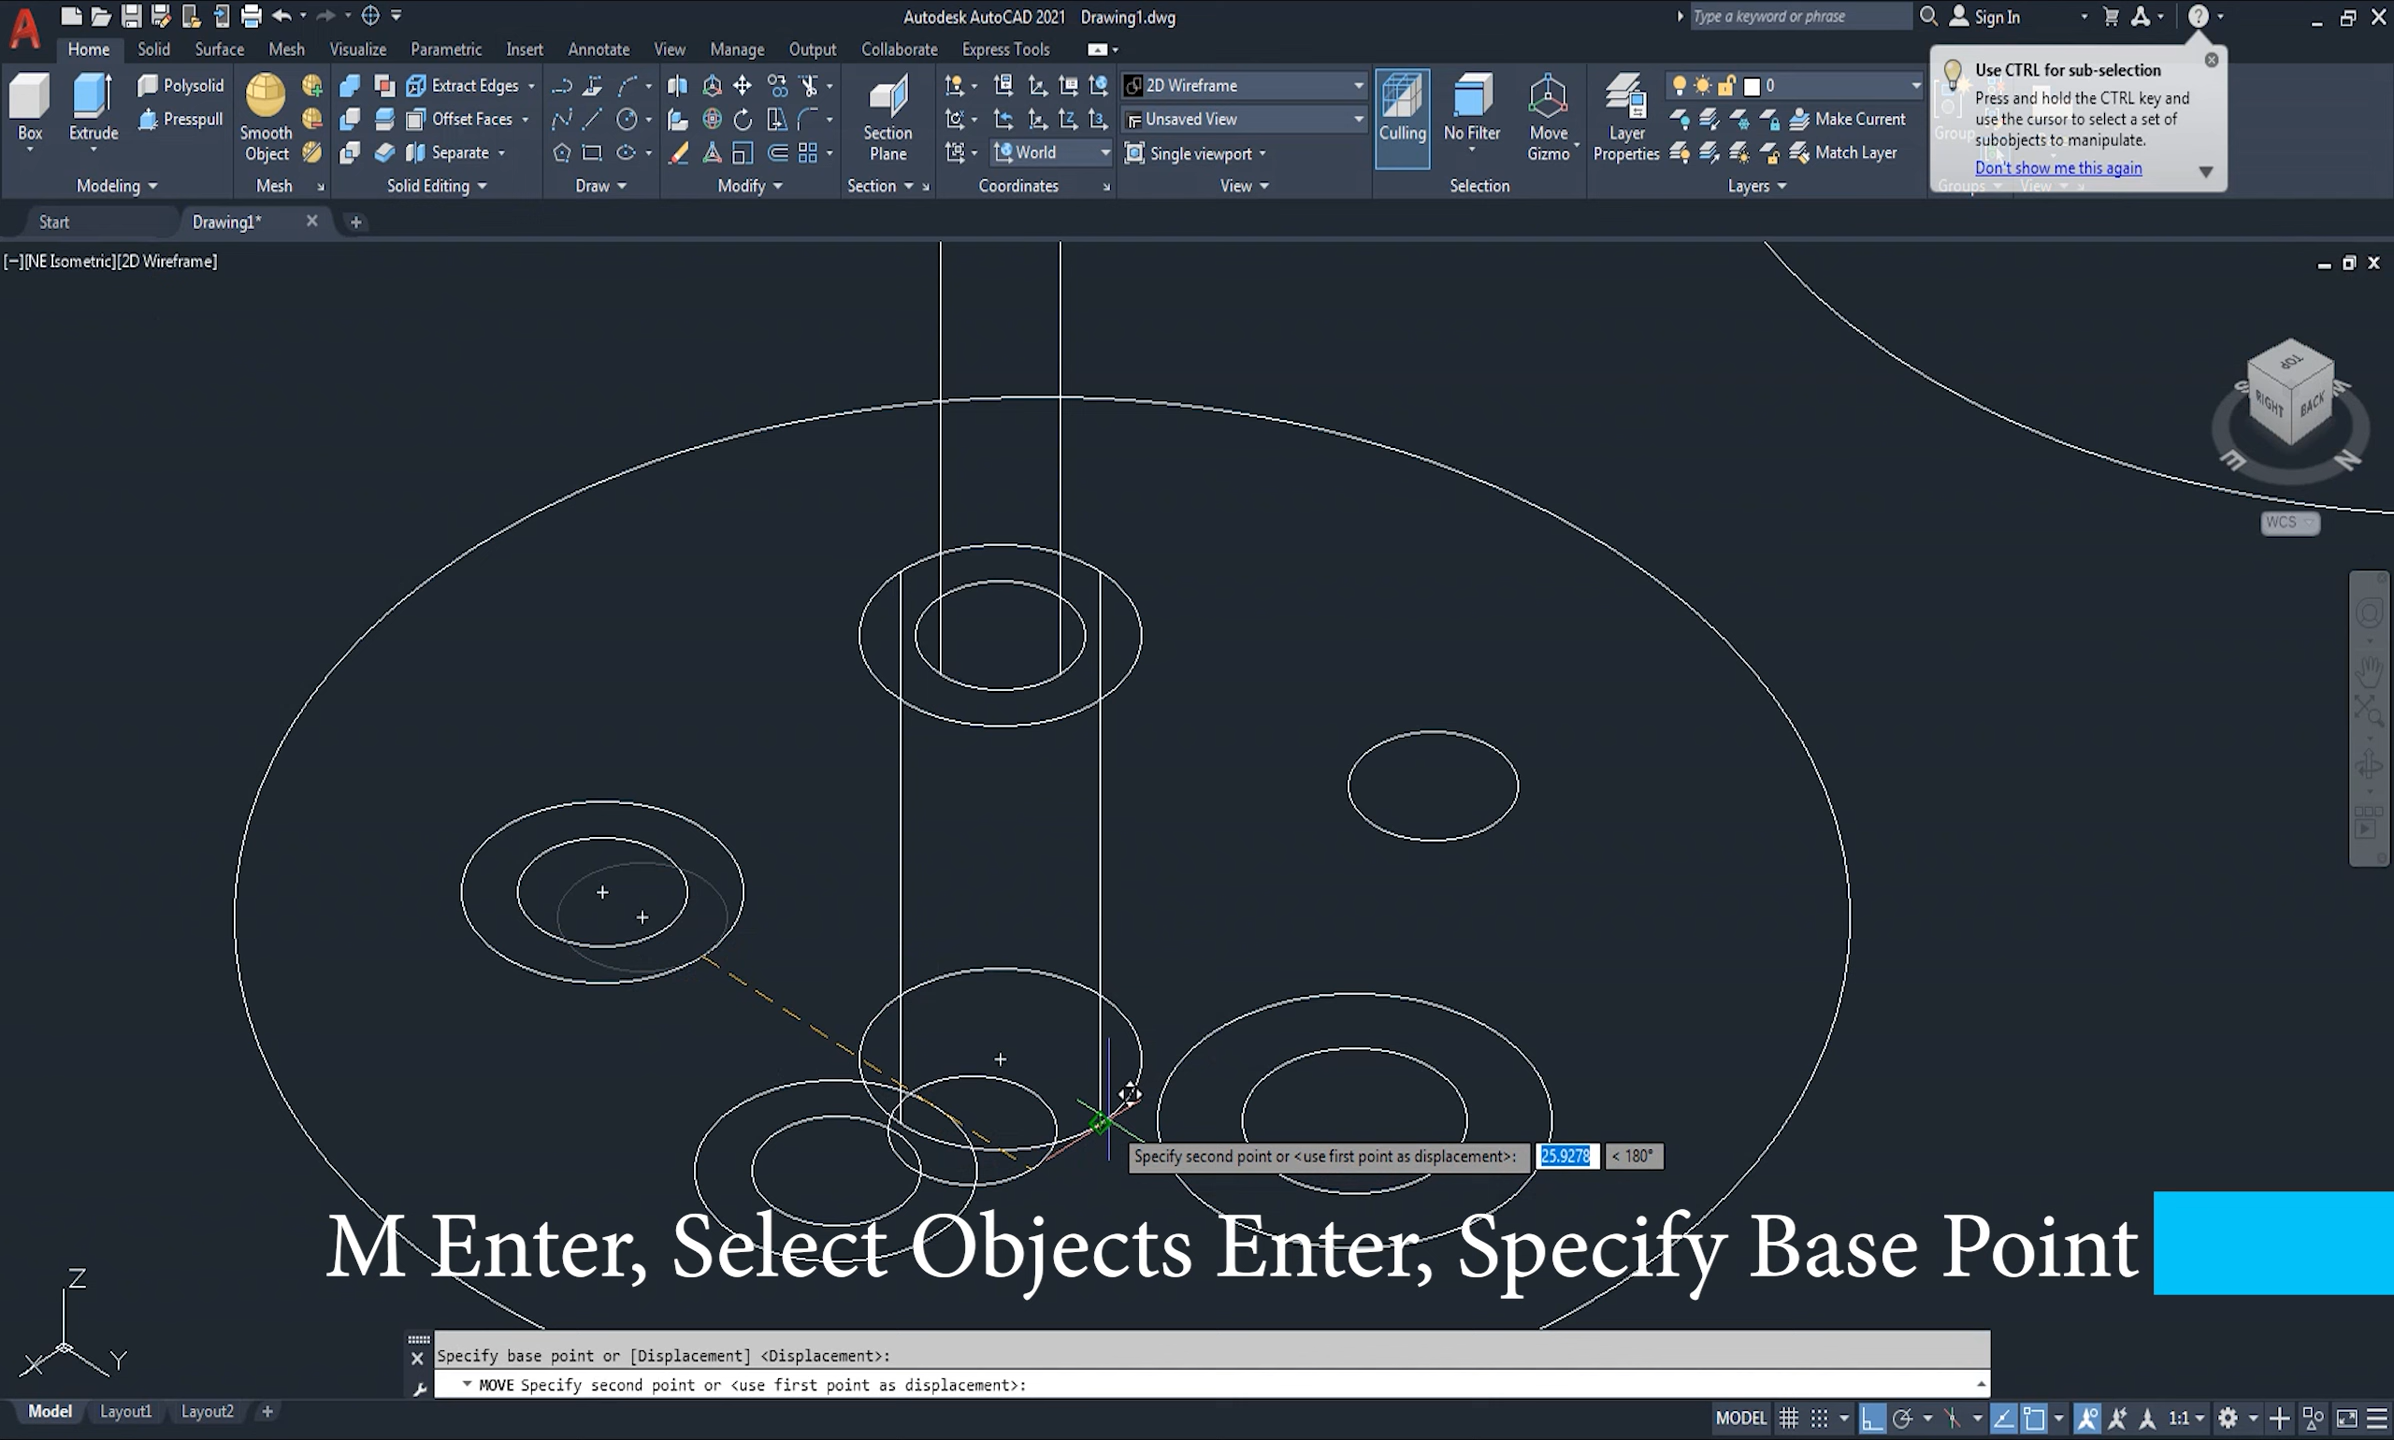 Autodesk AutoCAD 2021 Drawing1.dwg
Type a keyword or phrase
Sign In
Home Solid Surface Mesh Visualize Parametric Insert Annotate View Manage Output Collaborate Express Tools
Box
Extrude
Polysolid
Presspull
Modeling
Smooth
Object
Mesh
Extract Edges
Offset Faces
Separate
Solid Editing
Draw
Modify
Section
Plane
Section
World
Coordinates
2D Wireframe
Unsaved View
Single viewport
View
Culling
No Filter
Move
Gizmo
Selection
Layer
Properties
0
Make Current
Match Layer
Layers
Group
Groups
View
Use CTRL for sub-selection
Press and hold the CTRL key and
use the cursor to select a set of
subobjects to manipulate.
Don't show me this again
Start Drawing1*
[−][NE Isometric][2D Wireframe]
TOP
RIGHT BACK
S W
E N
WCS
Specify second point or <use first point as displacement>: 25.9278 < 180°
M Enter, Select Objects Enter, Specify Base Point
Z
X Y
Specify base point or [Displacement] <Displacement>:
MOVE Specify second point or <use first point as displacement>:
Model Layout1 Layout2
MODEL 1:1